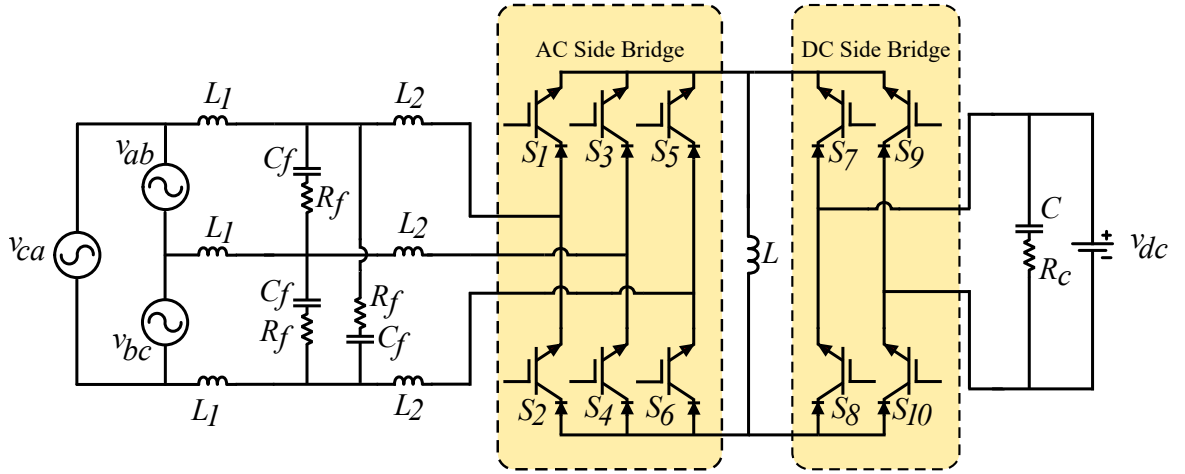 AC Side Bridge
DC Side Bridge
L1
L2
S1
S3
S5
S7
S9
vab
Cf
Rf
C
vca
L1
L2
L
vdc
Rc
Cf
Rf
Rf
Cf
vbc
L1
L2
S2
S4
S6
S8
S10